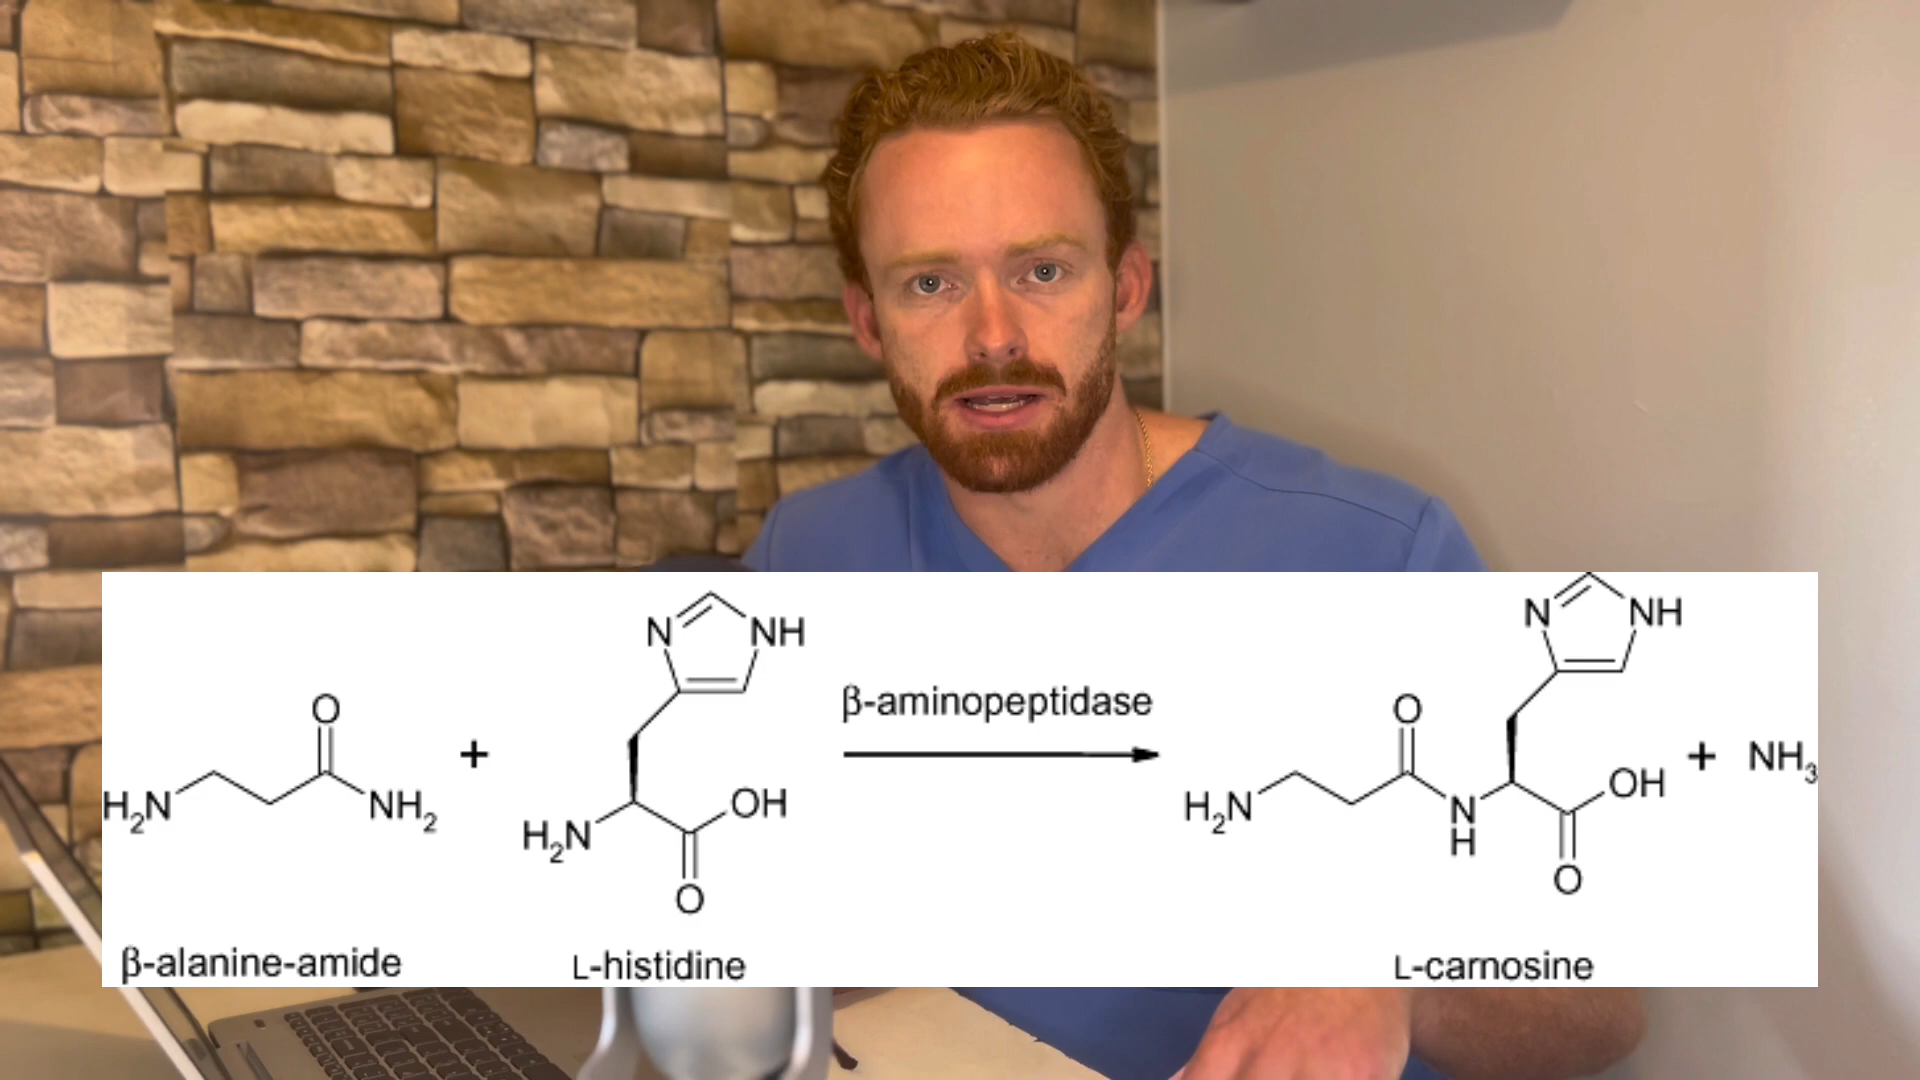 N
NH
O
H₂N
NH₂
+
H₂N
OH
O
β-aminopeptidase
N
NH
O
H₂N
N
H
OH
O
+ NH₃
β-alanine-amide
L-histidine
L-carnosine